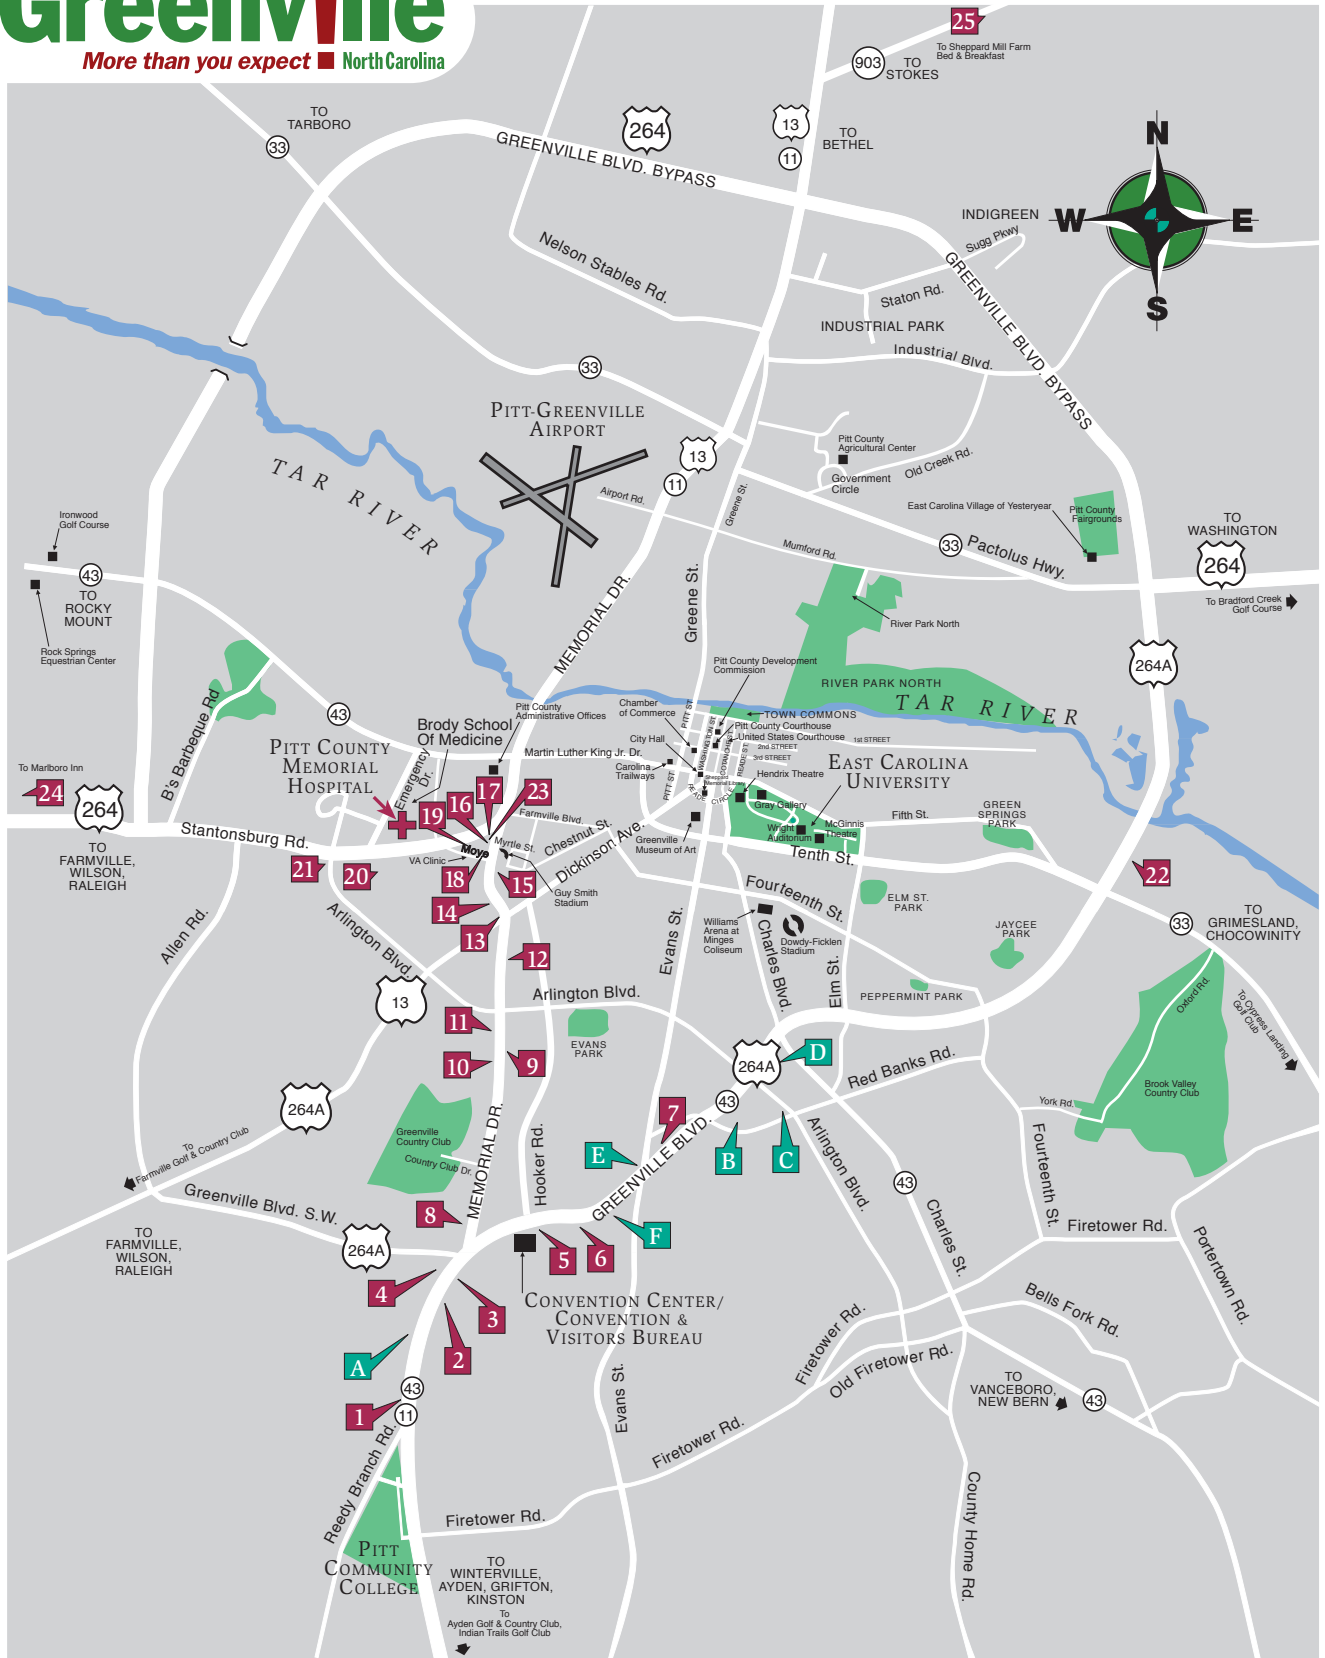 Greenv!lle
More than you expect North Carolina
25
To Sheppard Mill Farm
Bed & Breakfast
903
TO
STOKES
TO
TARBORO
33
264
13
11
TO
BETHEL
GREENVILLE BLVD. BYPASS
N
W
E
S
INDIGREEN
Sugg Pkwy
Nelson Stables Rd.
Staton Rd.
INDUSTRIAL PARK
Industrial Blvd.
GREENVILLE BLVD. BYPASS
33
PITT-GREENVILLE
AIRPORT
13
11
Airport Rd.
Greene St.
Pitt County
Agricultural Center
Government
Circle
Old Creek Rd.
TAR RIVER
East Carolina Village of Yesteryear
Pitt County
Fairgrounds
Ironwood
Golf Course
43
TO
ROCKY
MOUNT
Rock Springs
Equestrian Center
Mumford Rd.
33
Pactolus Hwy.
TO
WASHINGTON
264
To Bradford Creek
Golf Course
Greene St.
MEMORIAL DR.
River Park North
264A
Pitt County Development
Commission
RIVER PARK NORTH
TAR RIVER
B's Barbeque Rd
43
Brody School
Of Medicine
Pitt County
Administrative Offices
Chamber
of Commerce
PITT ST.
TOWN COMMONS
Pitt County Courthouse
United States Courthouse
City Hall
1st STREET
2nd STREET
3rd STREET
WASHINGTON ST.
COTANCHE ST.
READE ST.
PITT COUNTY
MEMORIAL
HOSPITAL
Emergency
Dr.
Martin Luther King Jr. Dr.
Carolina
Trailways
PITT ST.
Sheppard
Memorial Library
READE CIRCLE
Hendrix Theatre
EAST CAROLINA
UNIVERSITY
Gray Gallery
Wright
Auditorium
McGinnis
Theatre
To Marlboro Inn
24
264
TO
FARMVILLE,
WILSON,
RALEIGH
Stantonsburg Rd.
19
16
17
23
Farmville Blvd.
Myrtle St.
Chestnut St.
Dickinson Ave.
Moye
VA Clinic
Guy Smith
Stadium
Greenville
Museum of Art
Fifth St.
GREEN
SPRINGS
PARK
Tenth St.
21
20
18
15
14
13
12
22
Fourteenth St.
ELM ST.
PARK
Williams
Arena at
Minges
Coliseum
Dowdy-Ficklen
Stadium
Charles Blvd.
Elm St.
JAYCEE
PARK
33
TO
GRIMESLAND,
CHOCOWINITY
Allen Rd.
Arlington Blvd.
Evans St.
13
Arlington Blvd.
PEPPERMINT PARK
Oxford Rd.
To Cypress Landing
Golf Club
11
EVANS
PARK
10
9
264A
D
Red Banks Rd.
Brook Valley
Country Club
York Rd.
264A
Greenville
Country Club
Country Club Dr.
MEMORIAL DR.
Hooker Rd.
7
43
GREENVILLE BLVD.
E
B
C
Arlington Blvd.
To
Farmville Golf & Country Club
Greenville Blvd. S.W.
264A
TO
FARMVILLE,
WILSON,
RALEIGH
8
43
Charles St.
Fourteenth St.
Firetower Rd.
Portertown Rd.
5
6
F
4
3
2
CONVENTION CENTER/
CONVENTION &
VISITORS BUREAU
A
Bells Fork Rd.
Firetower Rd.
Old Firetower Rd.
TO
VANCEBORO,
NEW BERN
43
43
1
11
Evans St.
Reedy Branch Rd.
Firetower Rd.
County Home Rd.
Firetower Rd.
PITT
COMMUNITY
COLLEGE
TO
WINTERVILLE,
AYDEN, GRIFTON,
KINSTON
To
Ayden Golf & Country Club,
Indian Trails Golf Club